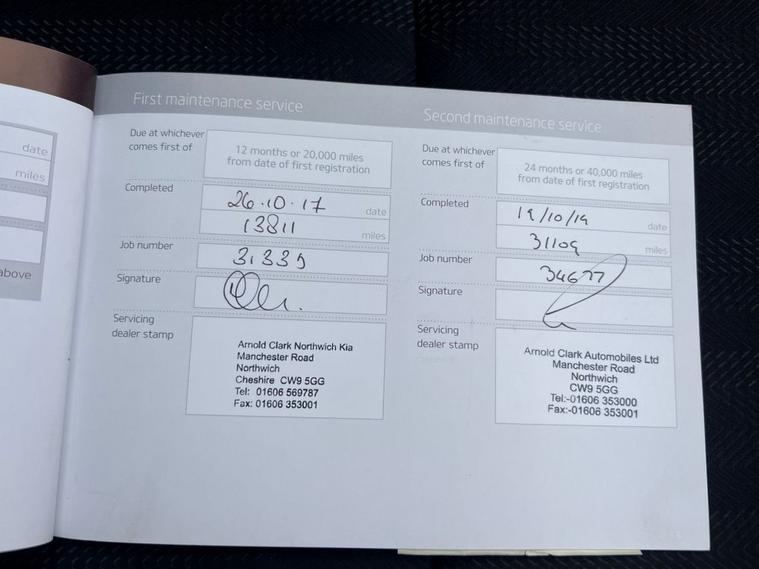 date
miles
above
First maintenance service
Due at whichever
comes first of
12 months or 20,000 miles
from date of first registration
Completed
26.10.17
date
13811
miles
Job number
31335
Signature
Servicing
dealer stamp
Arnold Clark Northwich Kia
Manchester Road
Northwich
Cheshire CW9 5GG
Tel: 01606 569787
Fax: 01606 353001
Second maintenance service
Due at whichever
comes first of
24 months or 40,000 miles
from date of first registration
Completed
date
31109
miles
Job number
34677
Signature
Servicing
dealer stamp
Arnold Clark Automobiles Ltd
Manchester Road
Northwich
CW9 5GG
Tel:-01606 353000
Fax:-01606 353001